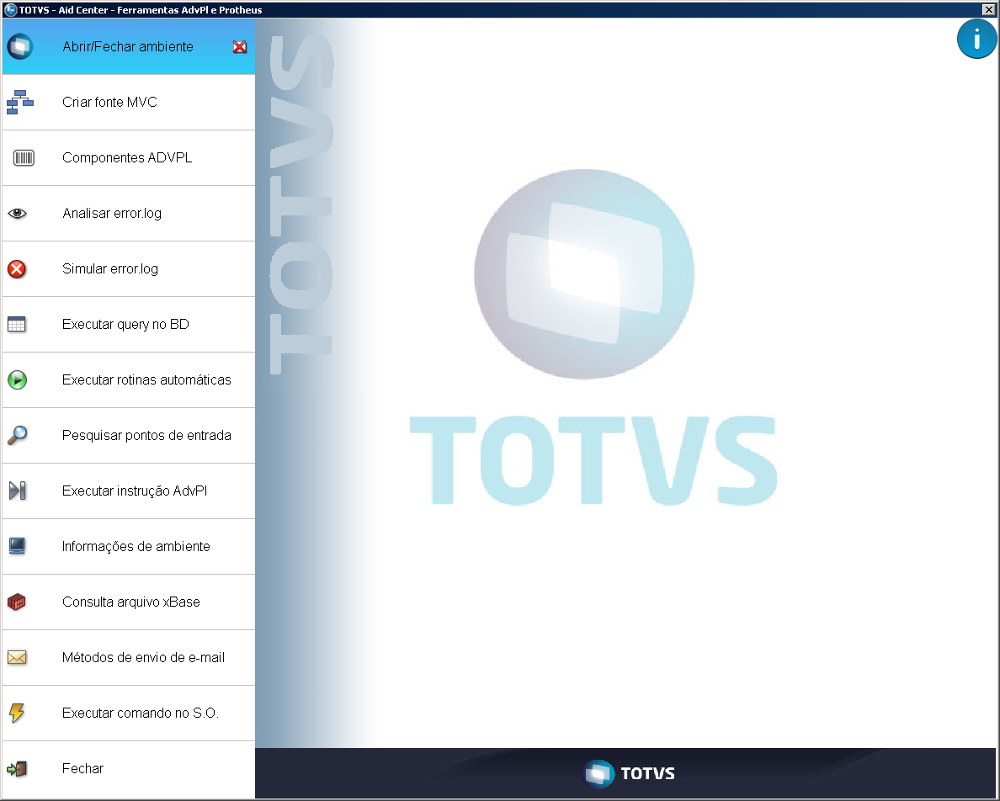 TOTVS - Aid Center - Ferramentas AdvPl e Protheus
Abrir/Fechar ambiente
Criar fonte MVC
Componentes ADVPL
Analisar error.log
Simular error.log
Executar query no BD
Executar rotinas automáticas
Pesquisar pontos de entrada
Executar instrução AdvPl
Informações de ambiente
Consulta arquivo xBase
Métodos de envio de e-mail
Executar comando no S.O.
Fechar
TOTVS
i
TOTVS
TOTVS